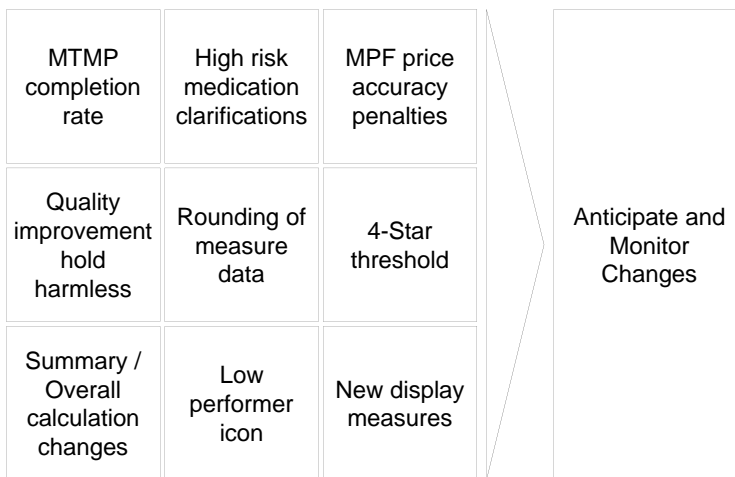 MTMP
completion
rate
High risk
medication
clarifications
MPF price
accuracy
penalties
Quality
improvement
hold
harmless
Rounding of
measure
data
4-Star
threshold
Anticipate and
Monitor
Changes
Summary /
Overall
calculation
changes
Low
performer
icon
New display
measures